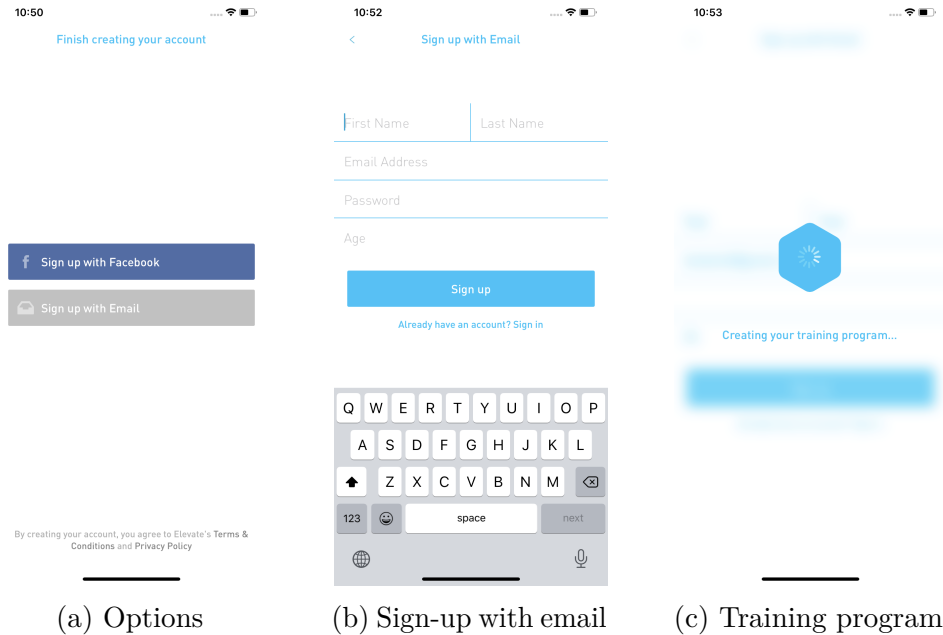 10:50
Finish creating your account
f Sign up with Facebook
Sign up with Email
By creating your account, you agree to Elevate's Terms &
Conditions and Privacy Policy
(a) Options
10:52
< Sign up with Email
First Name Last Name
Email Address
Password
Age
Sign up
Already have an account? Sign in
Q W E R T Y U I O P
A S D F G H J K L
Z X C V B N M
123 space next
(b) Sign-up with email
10:53
Creating your training program...
(c) Training program